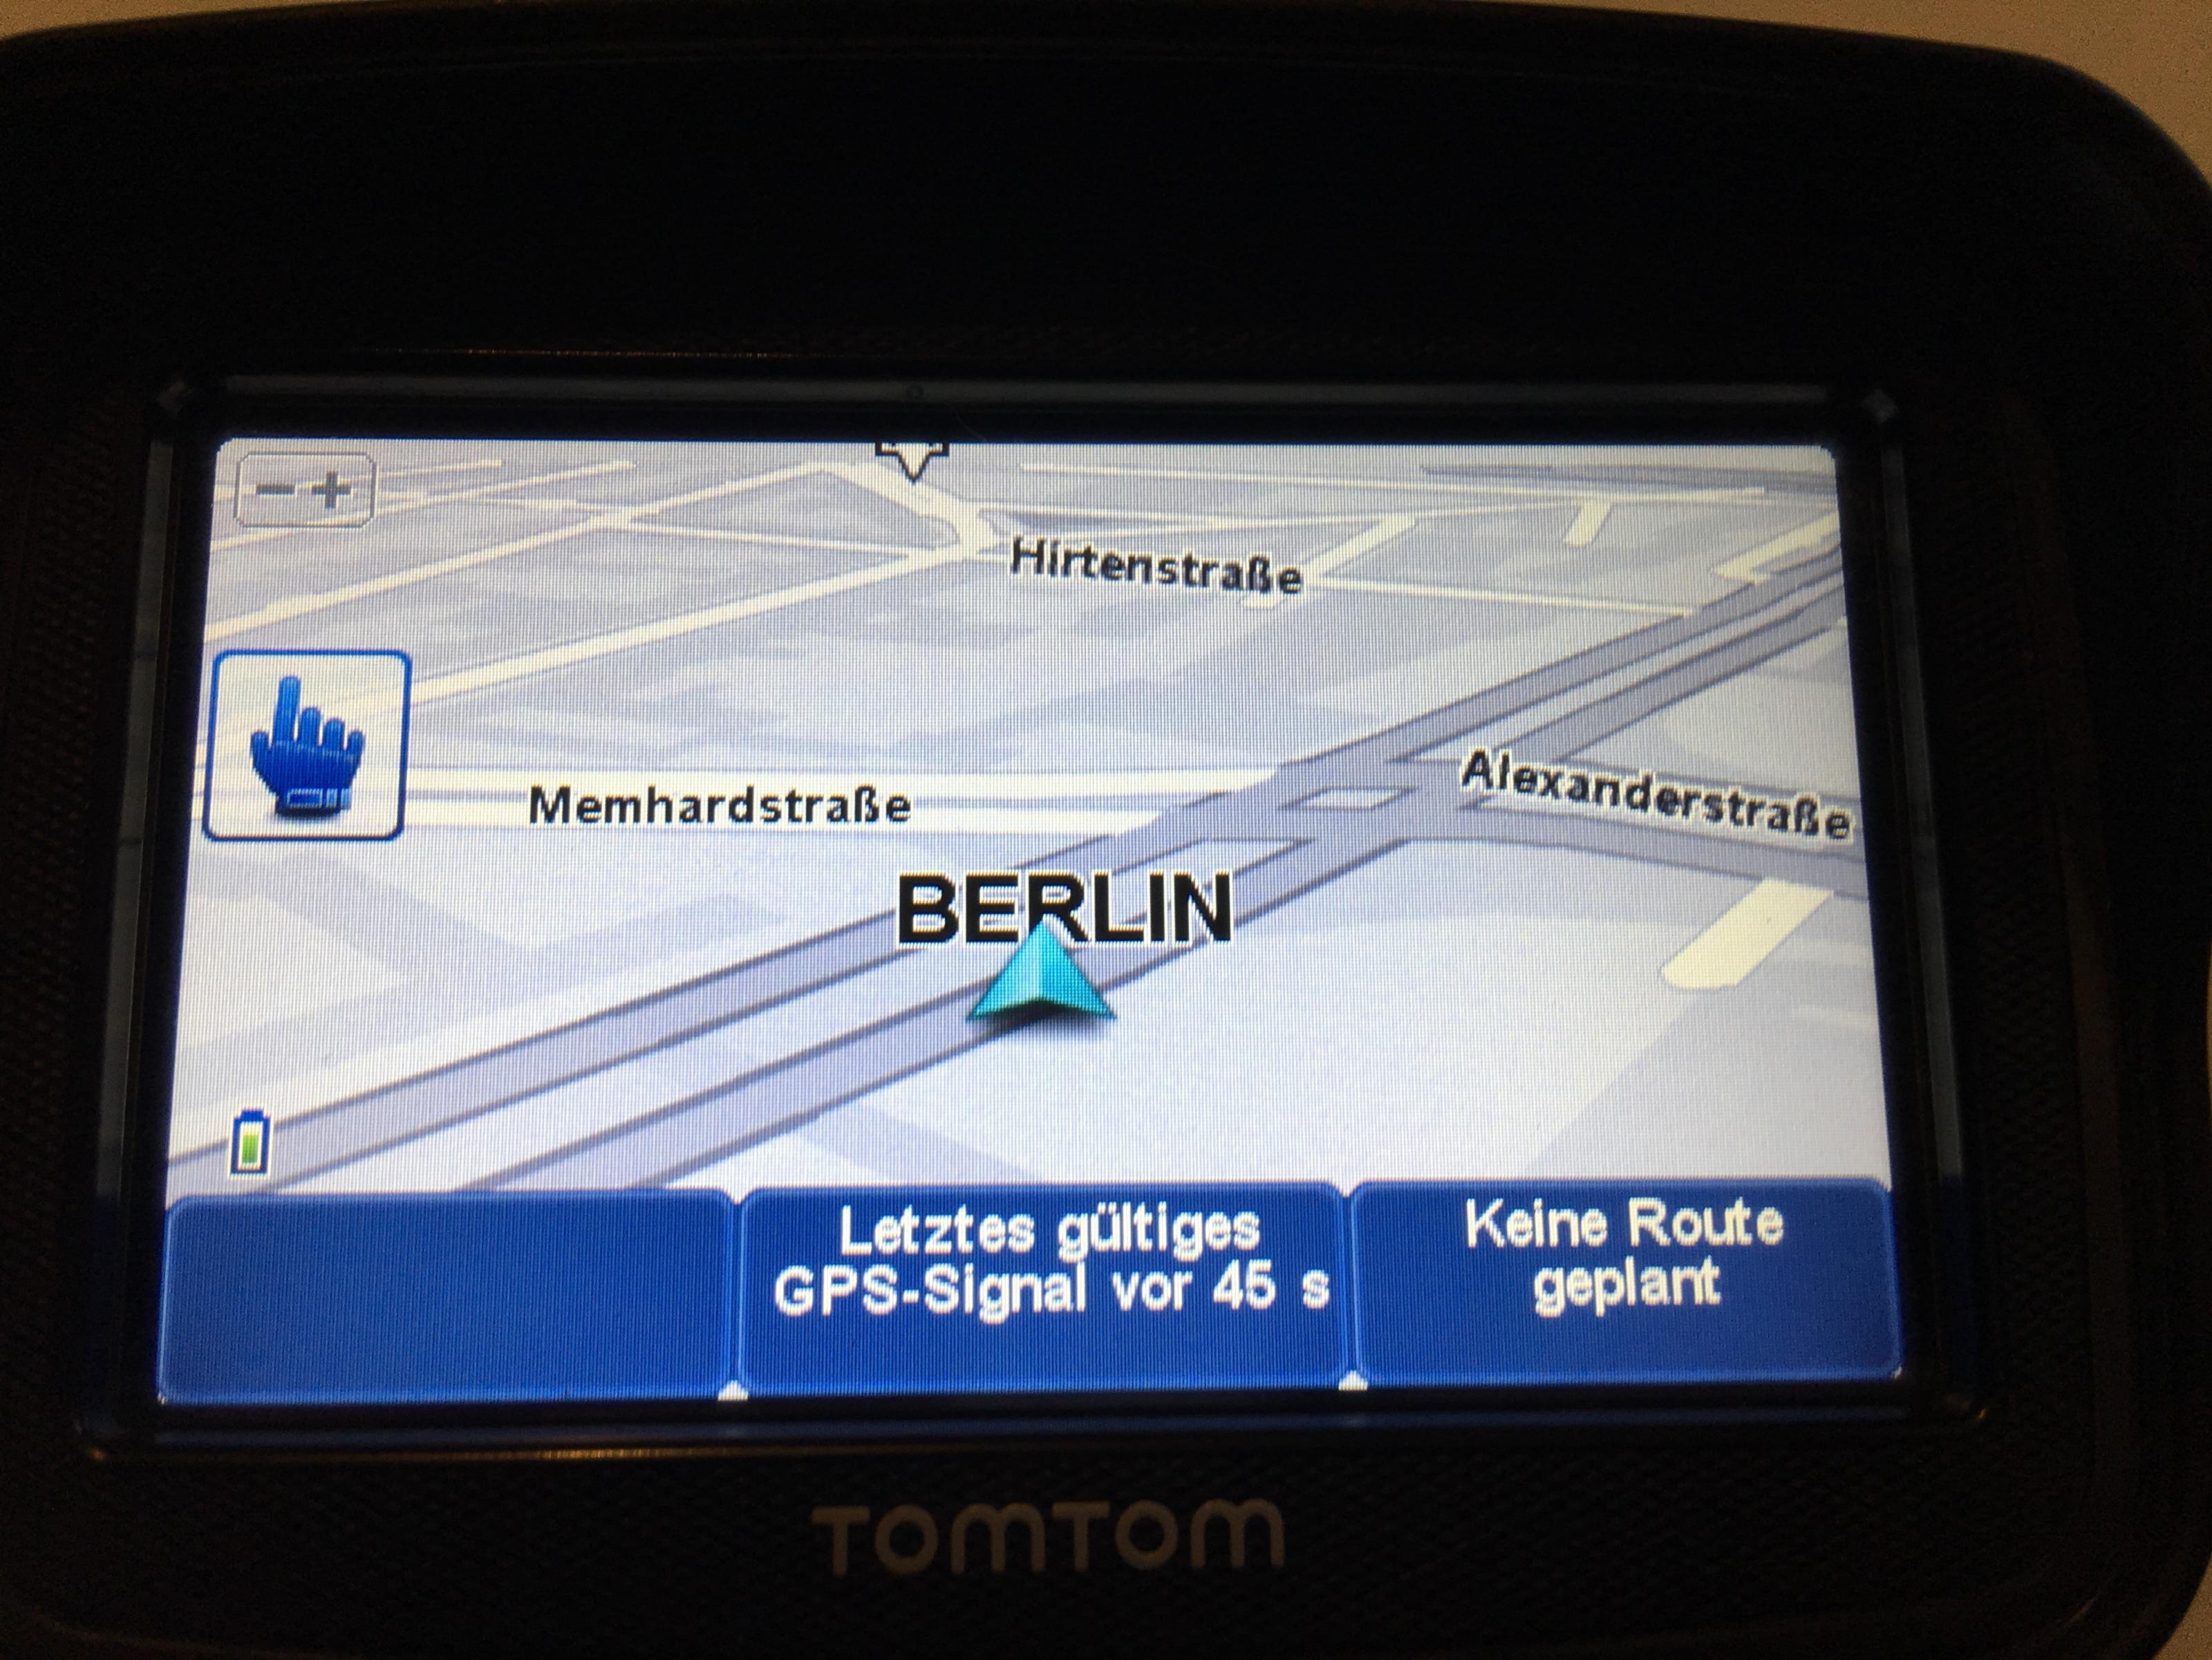 - +
Hirtenstraße
Memhardstraße
Alexanderstraße
BERLIN
Letztes gültiges
GPS-Signal vor 45 s
Keine Route
geplant
TOMTOM